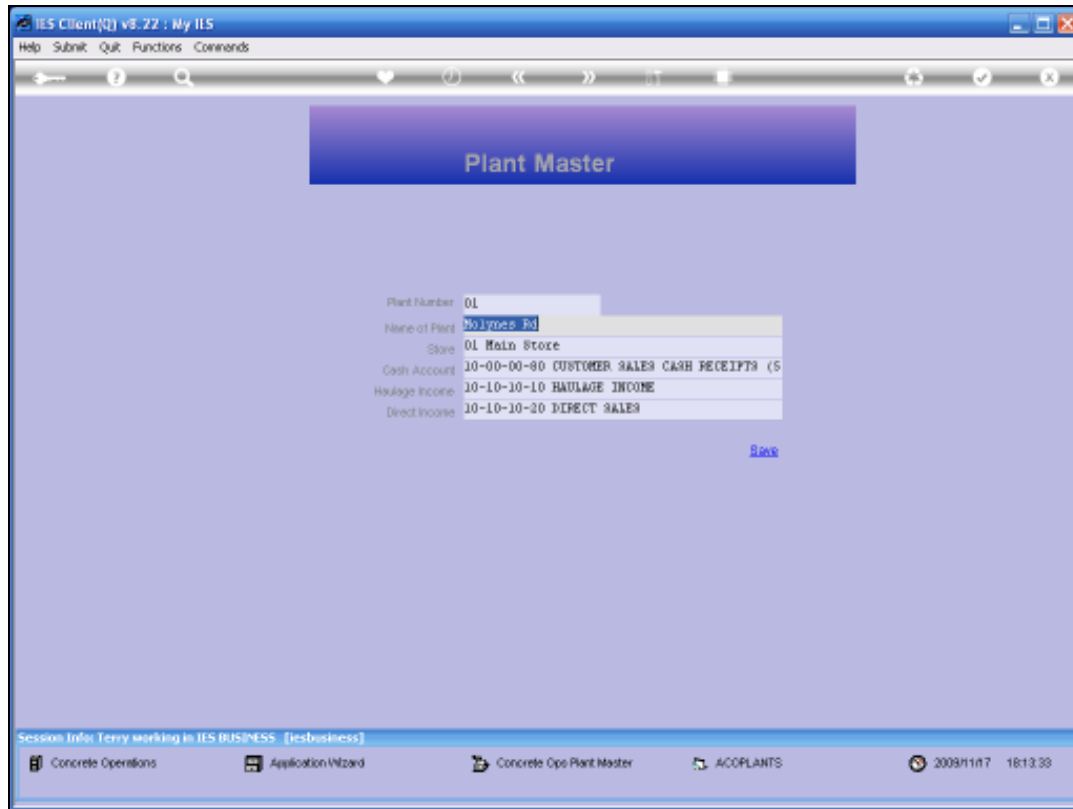 IES Client(Q) v8.22 : My IES
Help Submit Quit Functions Commands
Plant Master
Plant Number 01
Name of Plant Molynes Rd
Store 01 Main Store
Cash Account 10-00-00-80 CUSTOMER SALES CASH RECEIPTS (S
Haulage Income 10-10-10-10 HAULAGE INCOME
Direct Income 10-10-10-20 DIRECT SALES
Save
Session Info: Terry working in IES BUSINESS [iesbusiness]
Concrete Operations Application Wizard Concrete Ops Plant Master ACOPLANTS 2009/11/17 18:13:33